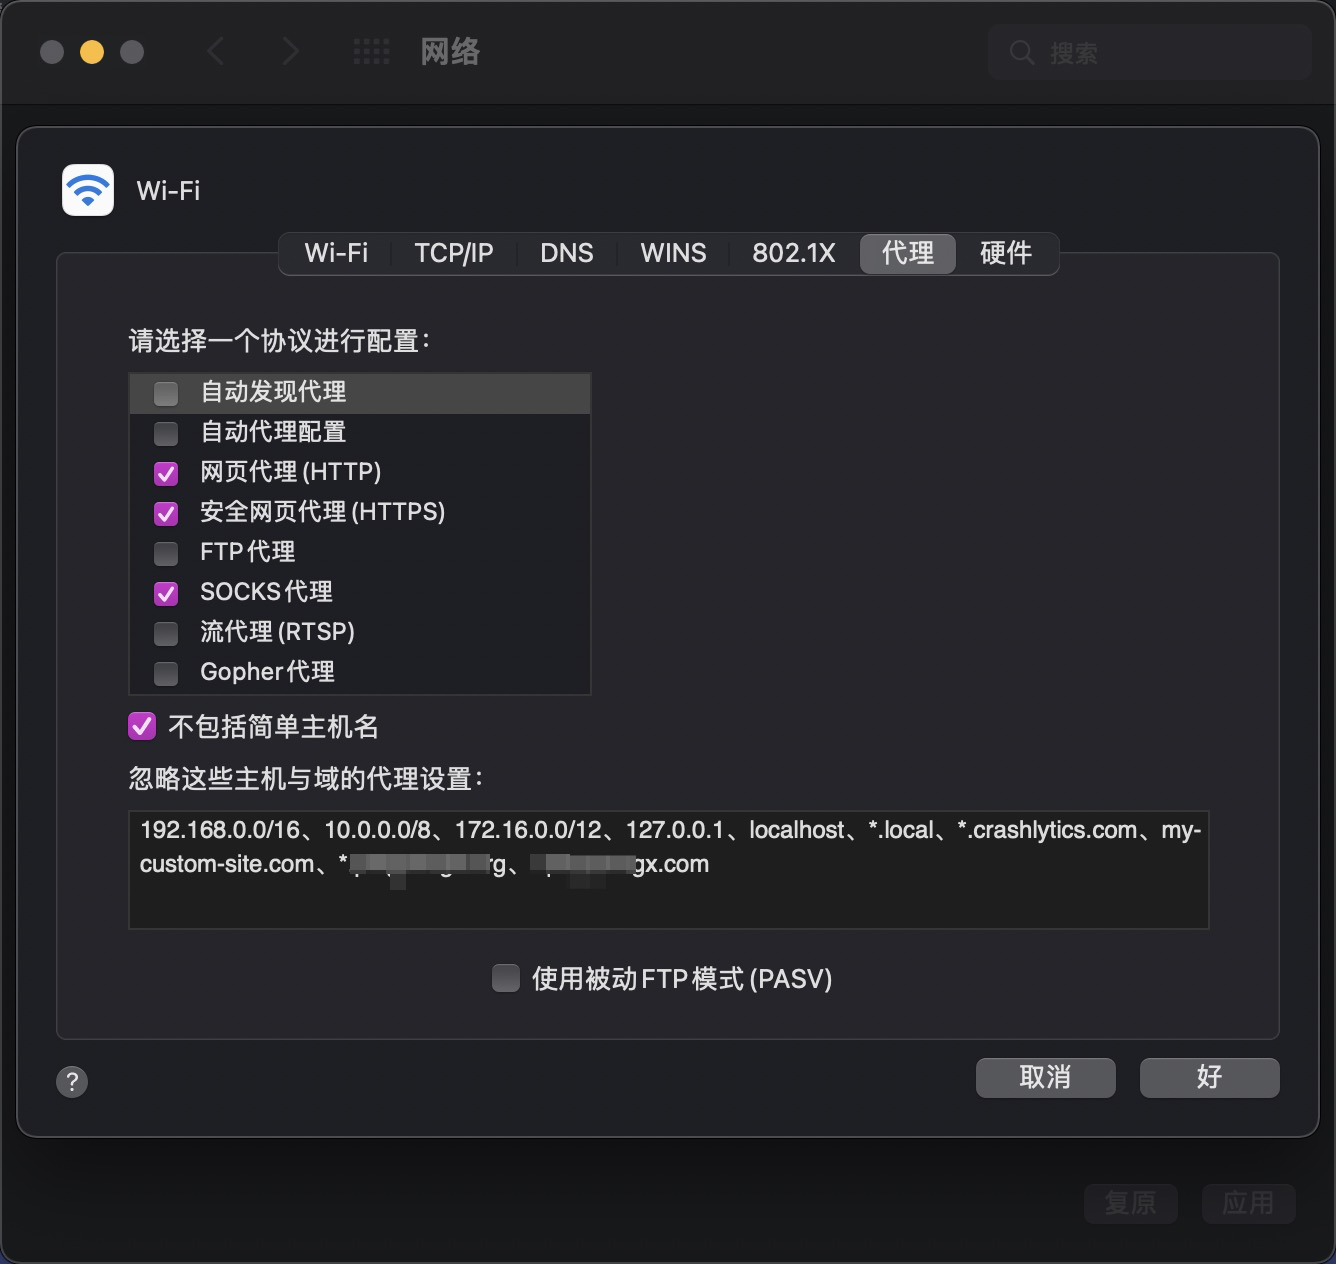 网络
搜索
Wi-Fi
Wi-Fi TCP/IP DNS WINS 802.1X 代理 硬件
请选择一个协议进行配置：
自动发现代理
自动代理配置
网页代理(HTTP)
安全网页代理(HTTPS)
FTP代理
SOCKS代理
流代理(RTSP)
Gopher代理
不包括简单主机名
忽略这些主机与域的代理设置：
192.168.0.0/16、10.0.0.0/8、172.16.0.0/12、127.0.0.1、localhost、*.local、*.crashlytics.com、my-
custom-site.com、*
使用被动FTP模式(PASV)
?
取消 好
复原 应用